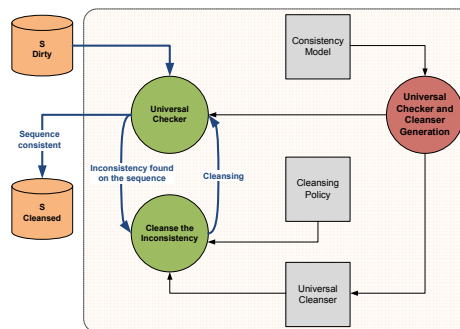 S
Dirty
Consistency
Model
Universal
Checker
Universal
Checker and
Cleanser
Generation
Sequence
consistent
Inconsistency found
on the sequence
Cleansing
S
Cleansed
Cleansing
Policy
Cleanse the
Inconsistency
Universal
Cleanser